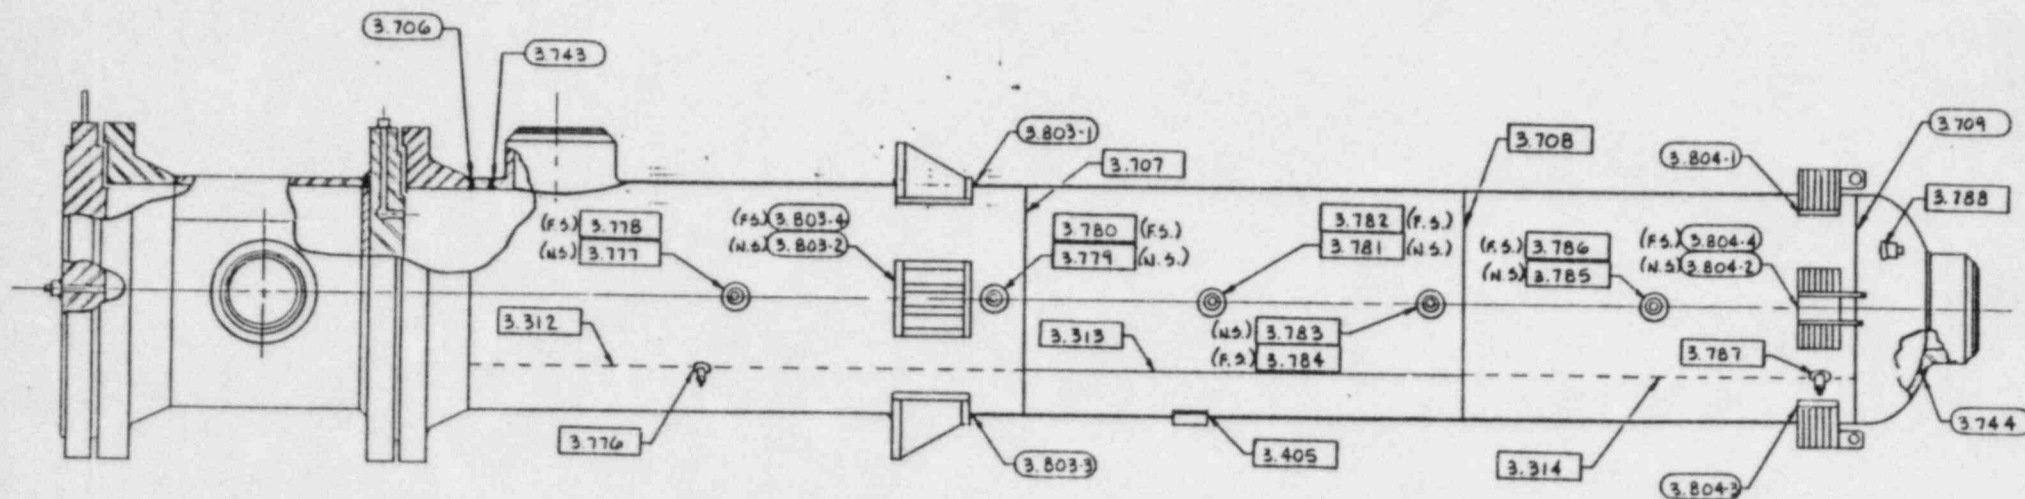 3.706
3.743
3.803-1
3.707
3.708
3.804-1
3.709
3.788
(F.S.) 3.778
(N.S.) 3.777
(F.S.) 3.803-4
(N.S.) 3.803-2
3.780 (F.S.)
3.779 (N.S.)
3.782 (F.S.)
3.781 (N.S.)
(F.S.) 3.786
(N.S.) 3.785
(F.S.) 3.804-4
(N.S.) 3.804-2
3.312
3.313
(N.S.) 3.783
(F.S.) 3.784
3.787
3.776
3.803-3
3.405
3.314
3.804-3
3.744